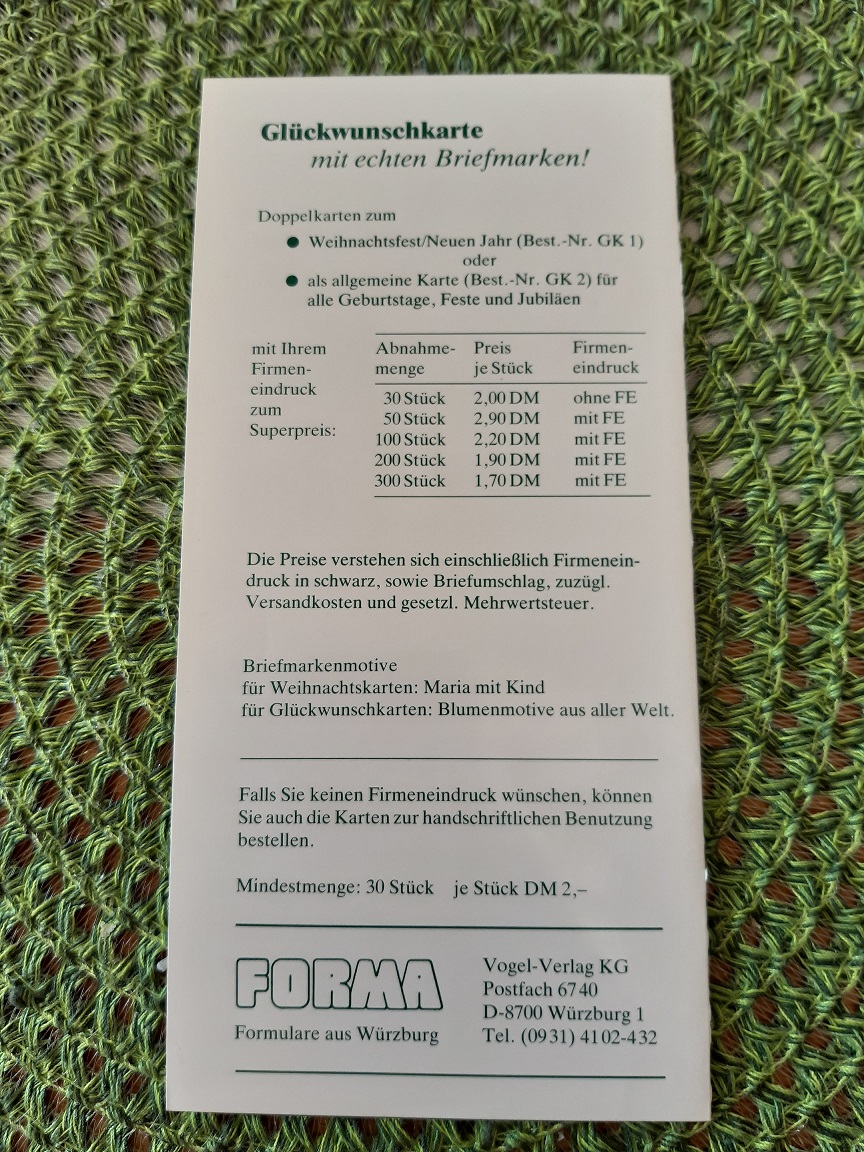 Glückwunschkarte
mit echten Briefmarken!
Doppelkarten zum
● Weihnachtsfest/Neuen Jahr (Best.-Nr. GK 1)
oder
● als allgemeine Karte (Best.-Nr. GK 2) für
alle Geburtstage, Feste und Jubiläen
mit Ihrem
Firmen-
eindruck
zum
Superpreis:
Abnahme- Preis Firmen-
menge je Stück eindruck
30 Stück 2,00 DM ohne FE
50 Stück 2,90 DM mit FE
100 Stück 2,20 DM mit FE
200 Stück 1,90 DM mit FE
300 Stück 1,70 DM mit FE
Die Preise verstehen sich einschließlich Firmenein-
druck in schwarz, sowie Briefumschlag, zuzügl.
Versandkosten und gesetzl. Mehrwertsteuer.
Briefmarkenmotive
für Weihnachtskarten: Maria mit Kind
für Glückwunschkarten: Blumenmotive aus aller Welt.
Falls Sie keinen Firmeneindruck wünschen, können
Sie auch die Karten zur handschriftlichen Benutzung
bestellen.
Mindestmenge: 30 Stück je Stück DM 2,–
FORMA
Formulare aus Würzburg
Vogel-Verlag KG
Postfach 67 40
D-8700 Würzburg 1
Tel. (09 31) 41 02-432